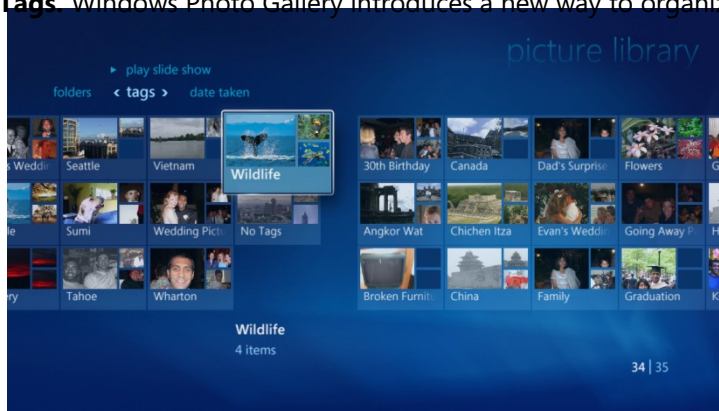 Tags. Windows Photo Gallery introduces a new way to organi
picture library
play slide show
folders < tags > date taken
Seattle Vietnam Wildlife 30th Birthday Canada Dad's Surprise Flowers
Sumi Wedding Pictu No Tags Angkor Wat Chichen Itza Evan's Weddin Going Away P
Tahoe Wharton Broken Furnitu China Family Graduation
Wildlife
4 items
34 | 35